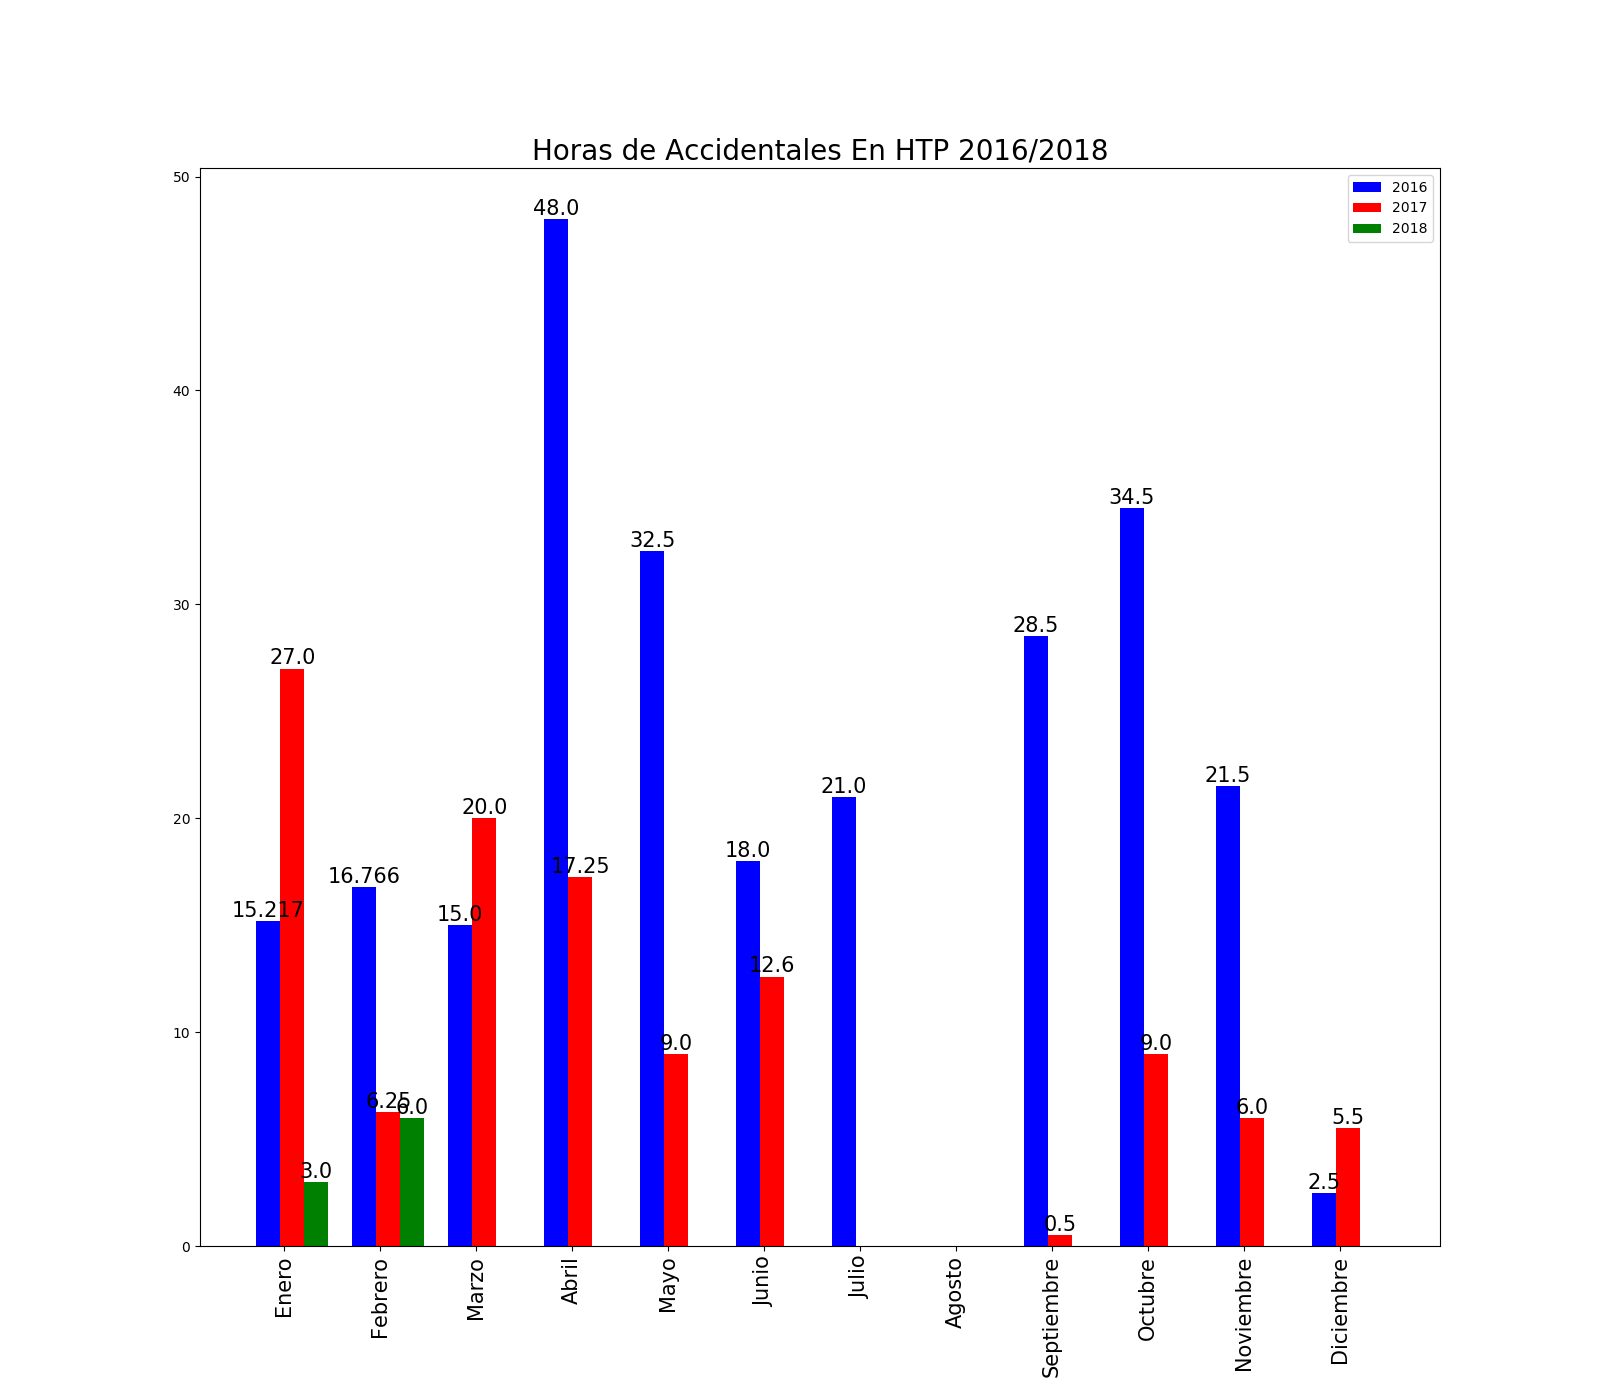 Horas de Accidentales En HTP 2016/2018
2016
2017
2018
50
40
30
20
10
0
15.217
27.0
3.0
16.766
6.25
6.0
15.0
20.0
48.0
17.25
32.5
9.0
18.0
12.6
21.0
28.5
0.5
34.5
9.0
21.5
6.0
2.5
5.5
Enero
Febrero
Marzo
Abril
Mayo
Junio
Julio
Agosto
Septiembre
Octubre
Noviembre
Diciembre